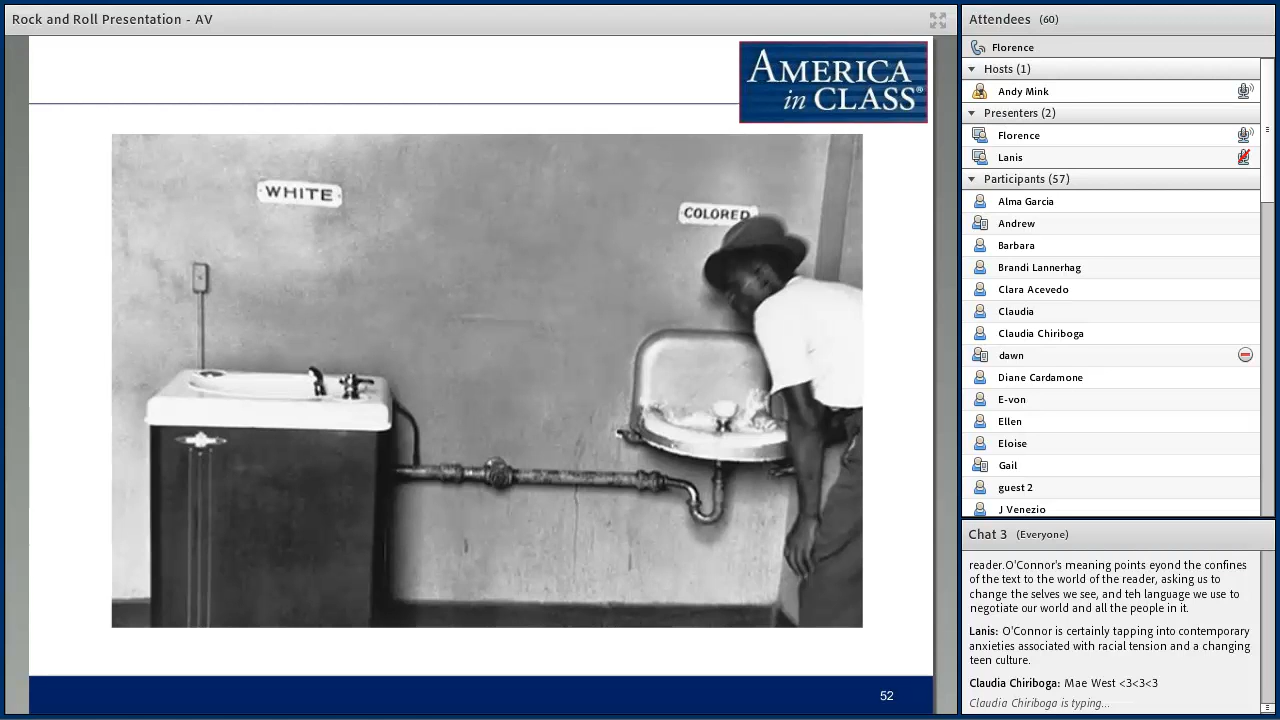 Rock and Roll Presentation - AV
AMERICA
in CLASS®
WHITE
COLORED
52
Attendees (60)
Florence
Hosts (1)
Andy Mink
Presenters (2)
Florence
Lanis
Participants (57)
Alma Garcia
Andrew
Barbara
Brandi Lannerhag
Clara Acevedo
Claudia
Claudia Chiriboga
dawn
Diane Cardamone
E-von
Ellen
Eloise
Gail
guest 2
J Venezio
Chat 3 (Everyone)
reader.O'Connor's meaning points eyond the confines
of the text to the world of the reader, asking us to
change the selves we see, and teh language we use to
negotiate our world and all the people in it.
Lanis: O'Connor is certainly tapping into contemporary
anxieties associated with racial tension and a changing
teen culture.
Claudia Chiriboga: Mae West <3<3<3
Claudia Chiriboga is typing...